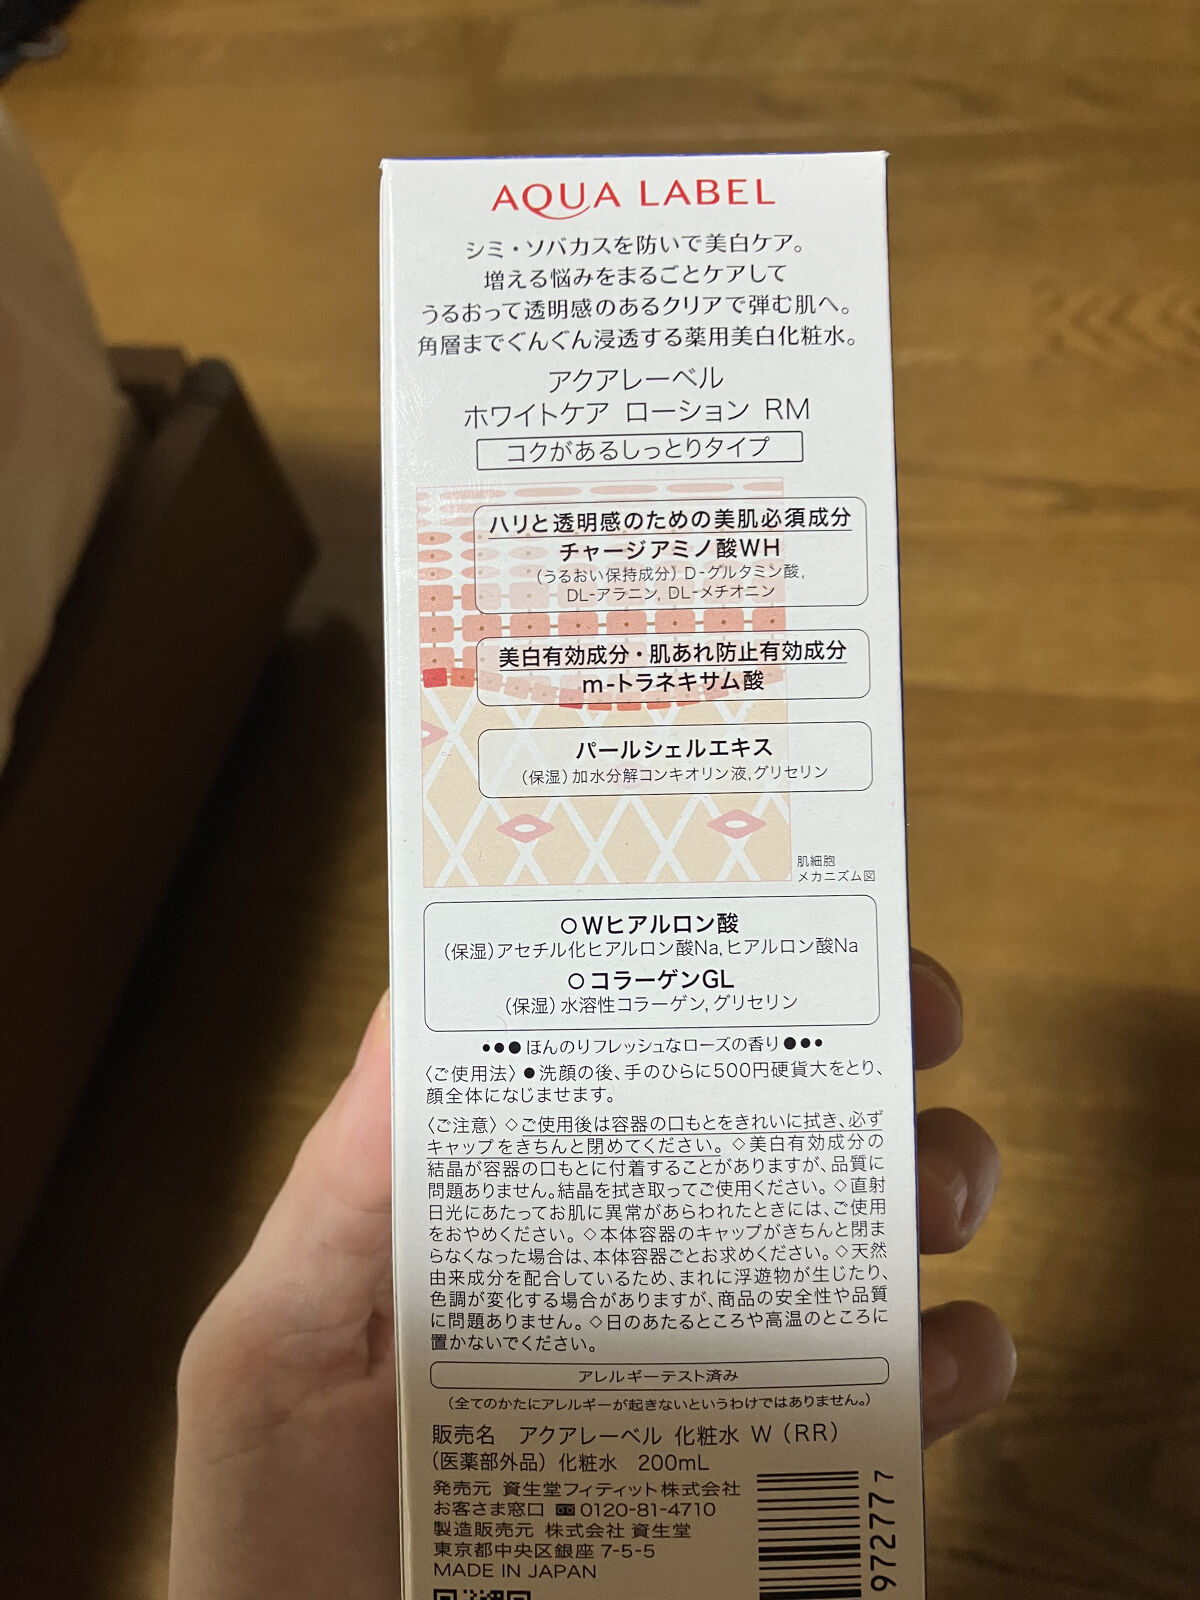 AQUA LABEL
シミ・ソバカスを防いで美白ケア。
増える悩みをまるごとケアして
うるおって透明感のあるクリアで弾む肌へ。
角層までぐんぐん浸透する薬用美白化粧水。
アクアレーベル
ホワイトケア ローション RM
コクがあるしっとりタイプ
ハリと透明感のための美肌必須成分
チャージアミノ酸WH
(うるおい保持成分) D-グルタミン酸,
DL-アラニン, DL-メチオニン
美白有効成分・肌あれ防止有効成分
m-トラネキサム酸
パールシェルエキス
(保湿) 加水分解コンキオリン液,グリセリン
肌細胞
メカニズム図
○Wヒアルロン酸
(保湿)アセチル化ヒアルロン酸Na,ヒアルロン酸Na
○コラーゲンGL
(保湿) 水溶性コラーゲン, グリセリン
●●●ほんのりフレッシュなローズの香り●●●
〈ご使用法〉●洗顔の後、手のひらに500円硬貨大をとり、
顔全体になじませます。
〈ご注意〉◇ご使用後は容器の口もとをきれいに拭き、必ず
キャップをきちんと閉めてください。◇美白有効成分の
結晶が容器の口もとに付着することがありますが、品質に
問題ありません。結晶を拭き取ってご使用ください。◇直射
日光にあたってお肌に異常があらわれたときには、ご使用
をおやめください。◇本体容器のキャップがきちんと閉ま
らなくなった場合は、本体容器ごとお求めください。◇天然
由来成分を配合しているため、まれに浮遊物が生じたり、
色調が変化する場合がありますが、商品の安全性や品質
に問題ありません。◇日のあたるところや高温のところに
置かないでください。
アレルギーテスト済み
(全てのかたにアレルギーが起きないというわけではありません。)
販売名 アクアレーベル 化粧水 W (RR)
(医薬部外品) 化粧水 200mL
発売元 資生堂フィティット株式会社
お客さま窓口 0120-81-4710
製造販売元 株式会社 資生堂
東京都中央区銀座 7-5-5
MADE IN JAPAN
972777